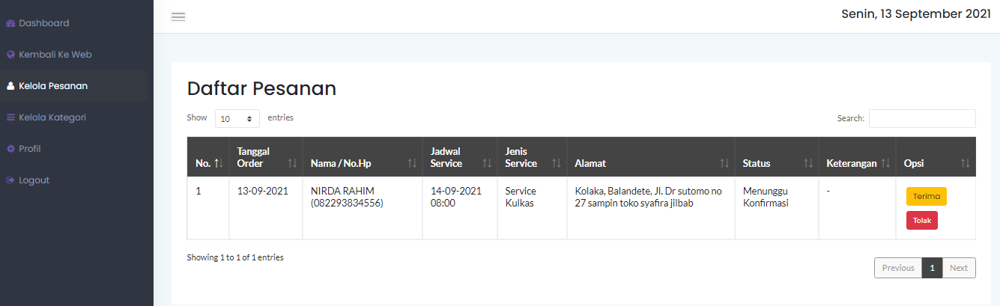 Dashboard
Kembali Ke Web
Kelola Pesanan
Kelola Kategori
Profil
Logout
Senin, 13 September 2021
Daftar Pesanan
Show 10 entries
Search:
No. Tanggal Order Nama / No.Hp Jadwal Service Jenis Service Alamat Status Keterangan Opsi
1 13-09-2021 NIRDA RAHIM 14-09-2021 Service Kolaka, Balandete, Jl. Dr sutomo no Menunggu - Terima
(082293834556) 08:00 Kulkas 27 sampin toko syafira jilbab Konfirmasi
Tolak
Showing 1 to 1 of 1 entries
Previous 1 Next